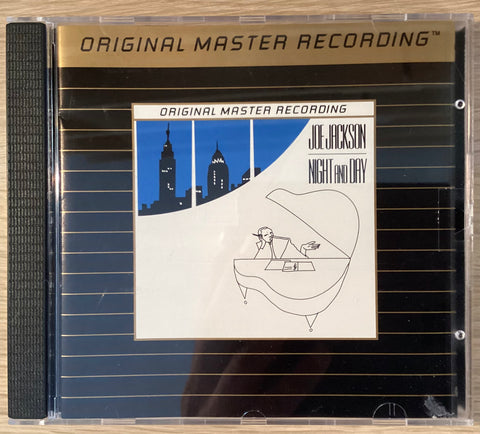 ORIGINAL MASTER RECORDING™
ORIGINAL MASTER RECORDING
JOE JACKSON
NIGHT AND DAY